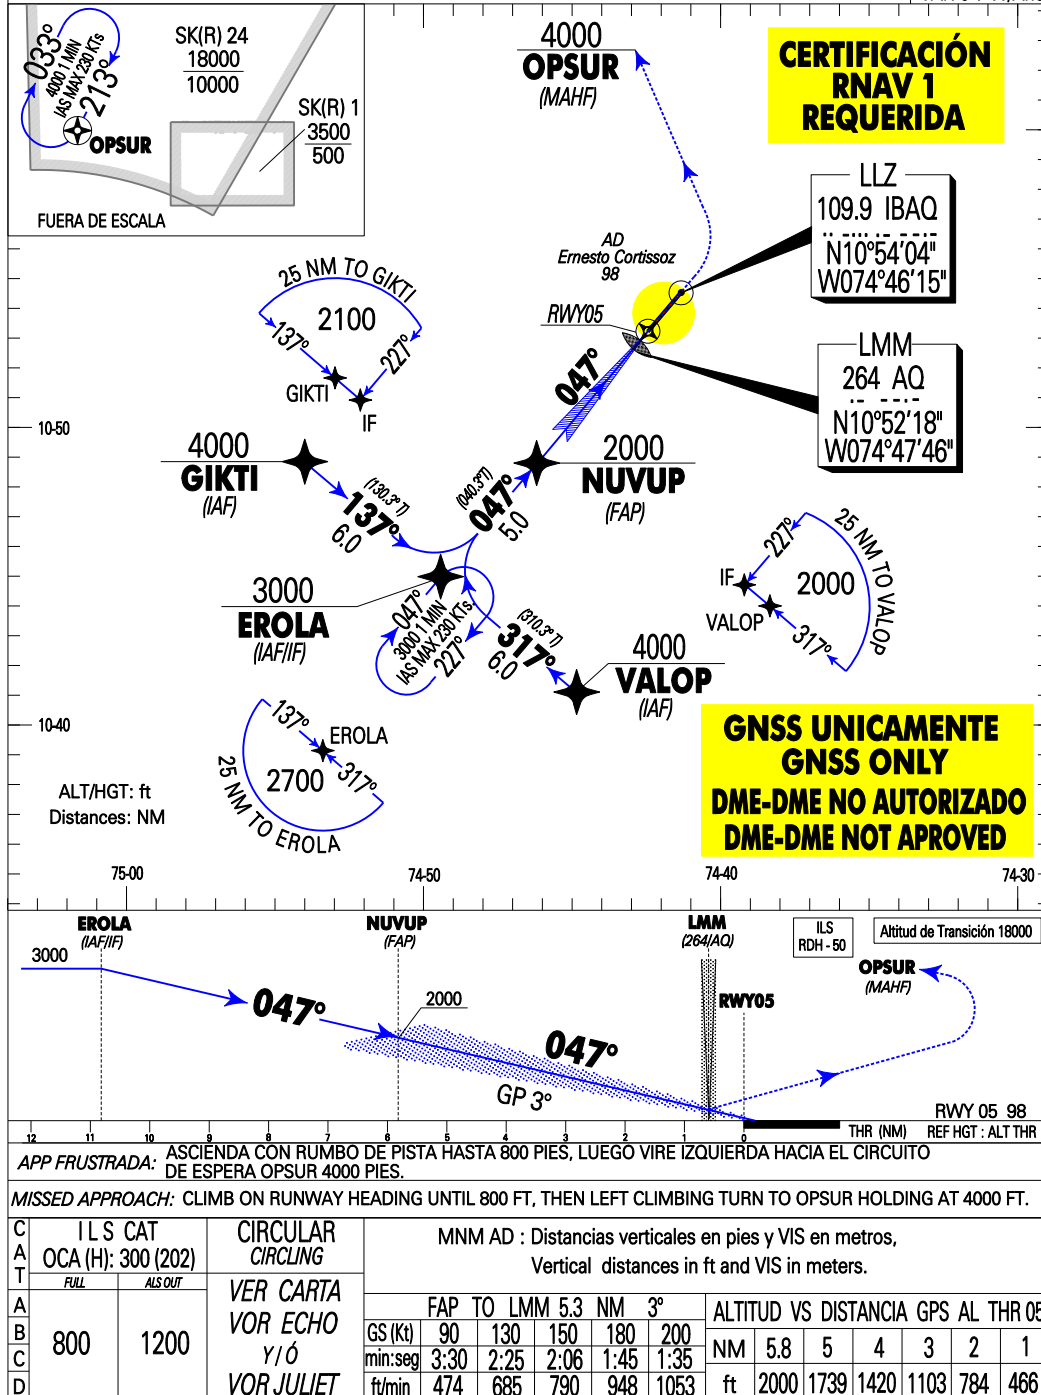 033°
4000 1 MIN
IAS MAX 230 KTs
213°
OPSUR
SK(R) 24
18000
10000
SK(R) 1
3500
500
FUERA DE ESCALA
4000
OPSUR
(MAHF)
CERTIFICACIÓN
RNAV 1
REQUERIDA
LLZ
109.9 IBAQ
N10°54'04"
W074°46'15"
AD
Ernesto Cortissoz
98
RWY05
LMM
264 AQ
N10°52'18"
W074°47'46"
25 NM TO GIKTI
2100
137°
227°
GIKTI
IF
047°
10-50
4000
GIKTI
(IAF)
2000
NUVUP
(FAP)
(130.3°T)
137°
6.0
(040.3°T)
047°
5.0
3000
EROLA
(IAF/IF)
047°
3000 1 MIN
IAS MAX 230 KTs
227°
(310.3°T)
317°
6.0
4000
VALOP
(IAF)
25 NM TO VALOP
227°
IF
2000
VALOP
317°
10-40
137°
EROLA
2700
317°
25 NM TO EROLA
ALT/HGT: ft
Distances: NM
GNSS UNICAMENTE
GNSS ONLY
DME-DME NO AUTORIZADO
DME-DME NOT APROVED
75-00 74-50 74-40 74-30
EROLA
(IAF/IF)
3000
NUVUP
(FAP)
2000
LMM
(264/AQ)
ILS
RDH - 50
Altitud de Transición 18000
OPSUR
(MAHF)
RWY05
047°
047°
GP 3°
RWY 05 98
12 11 10 9 8 7 6 5 4 3 2 1 0 THR (NM) REF HGT : ALT THR
APP FRUSTRADA: ASCIENDA CON RUMBO DE PISTA HASTA 800 PIES, LUEGO VIRE IZQUIERDA HACIA EL CIRCUITO
DE ESPERA OPSUR 4000 PIES.
MISSED APPROACH: CLIMB ON RUNWAY HEADING UNTIL 800 FT, THEN LEFT CLIMBING TURN TO OPSUR HOLDING AT 4000 FT.
CAT
ILS CAT
OCA (H): 300 (202)
FULL ALS OUT
A
B
C
D
800 1200
CIRCULAR
CIRCLING
VER CARTA
VOR ECHO
Y/Ó
VOR JULIET
MNM AD : Distancias verticales en pies y VIS en metros,
Vertical distances in ft and VIS in meters.
FAP TO LMM 5.3 NM 3°
GS (Kt) 90 130 150 180 200
min:seg 3:30 2:25 2:06 1:45 1:35
ft/min 474 685 790 948 1053
ALTITUD VS DISTANCIA GPS AL THR 05
NM 5.8 5 4 3 2 1
ft 2000 1739 1420 1103 784 466